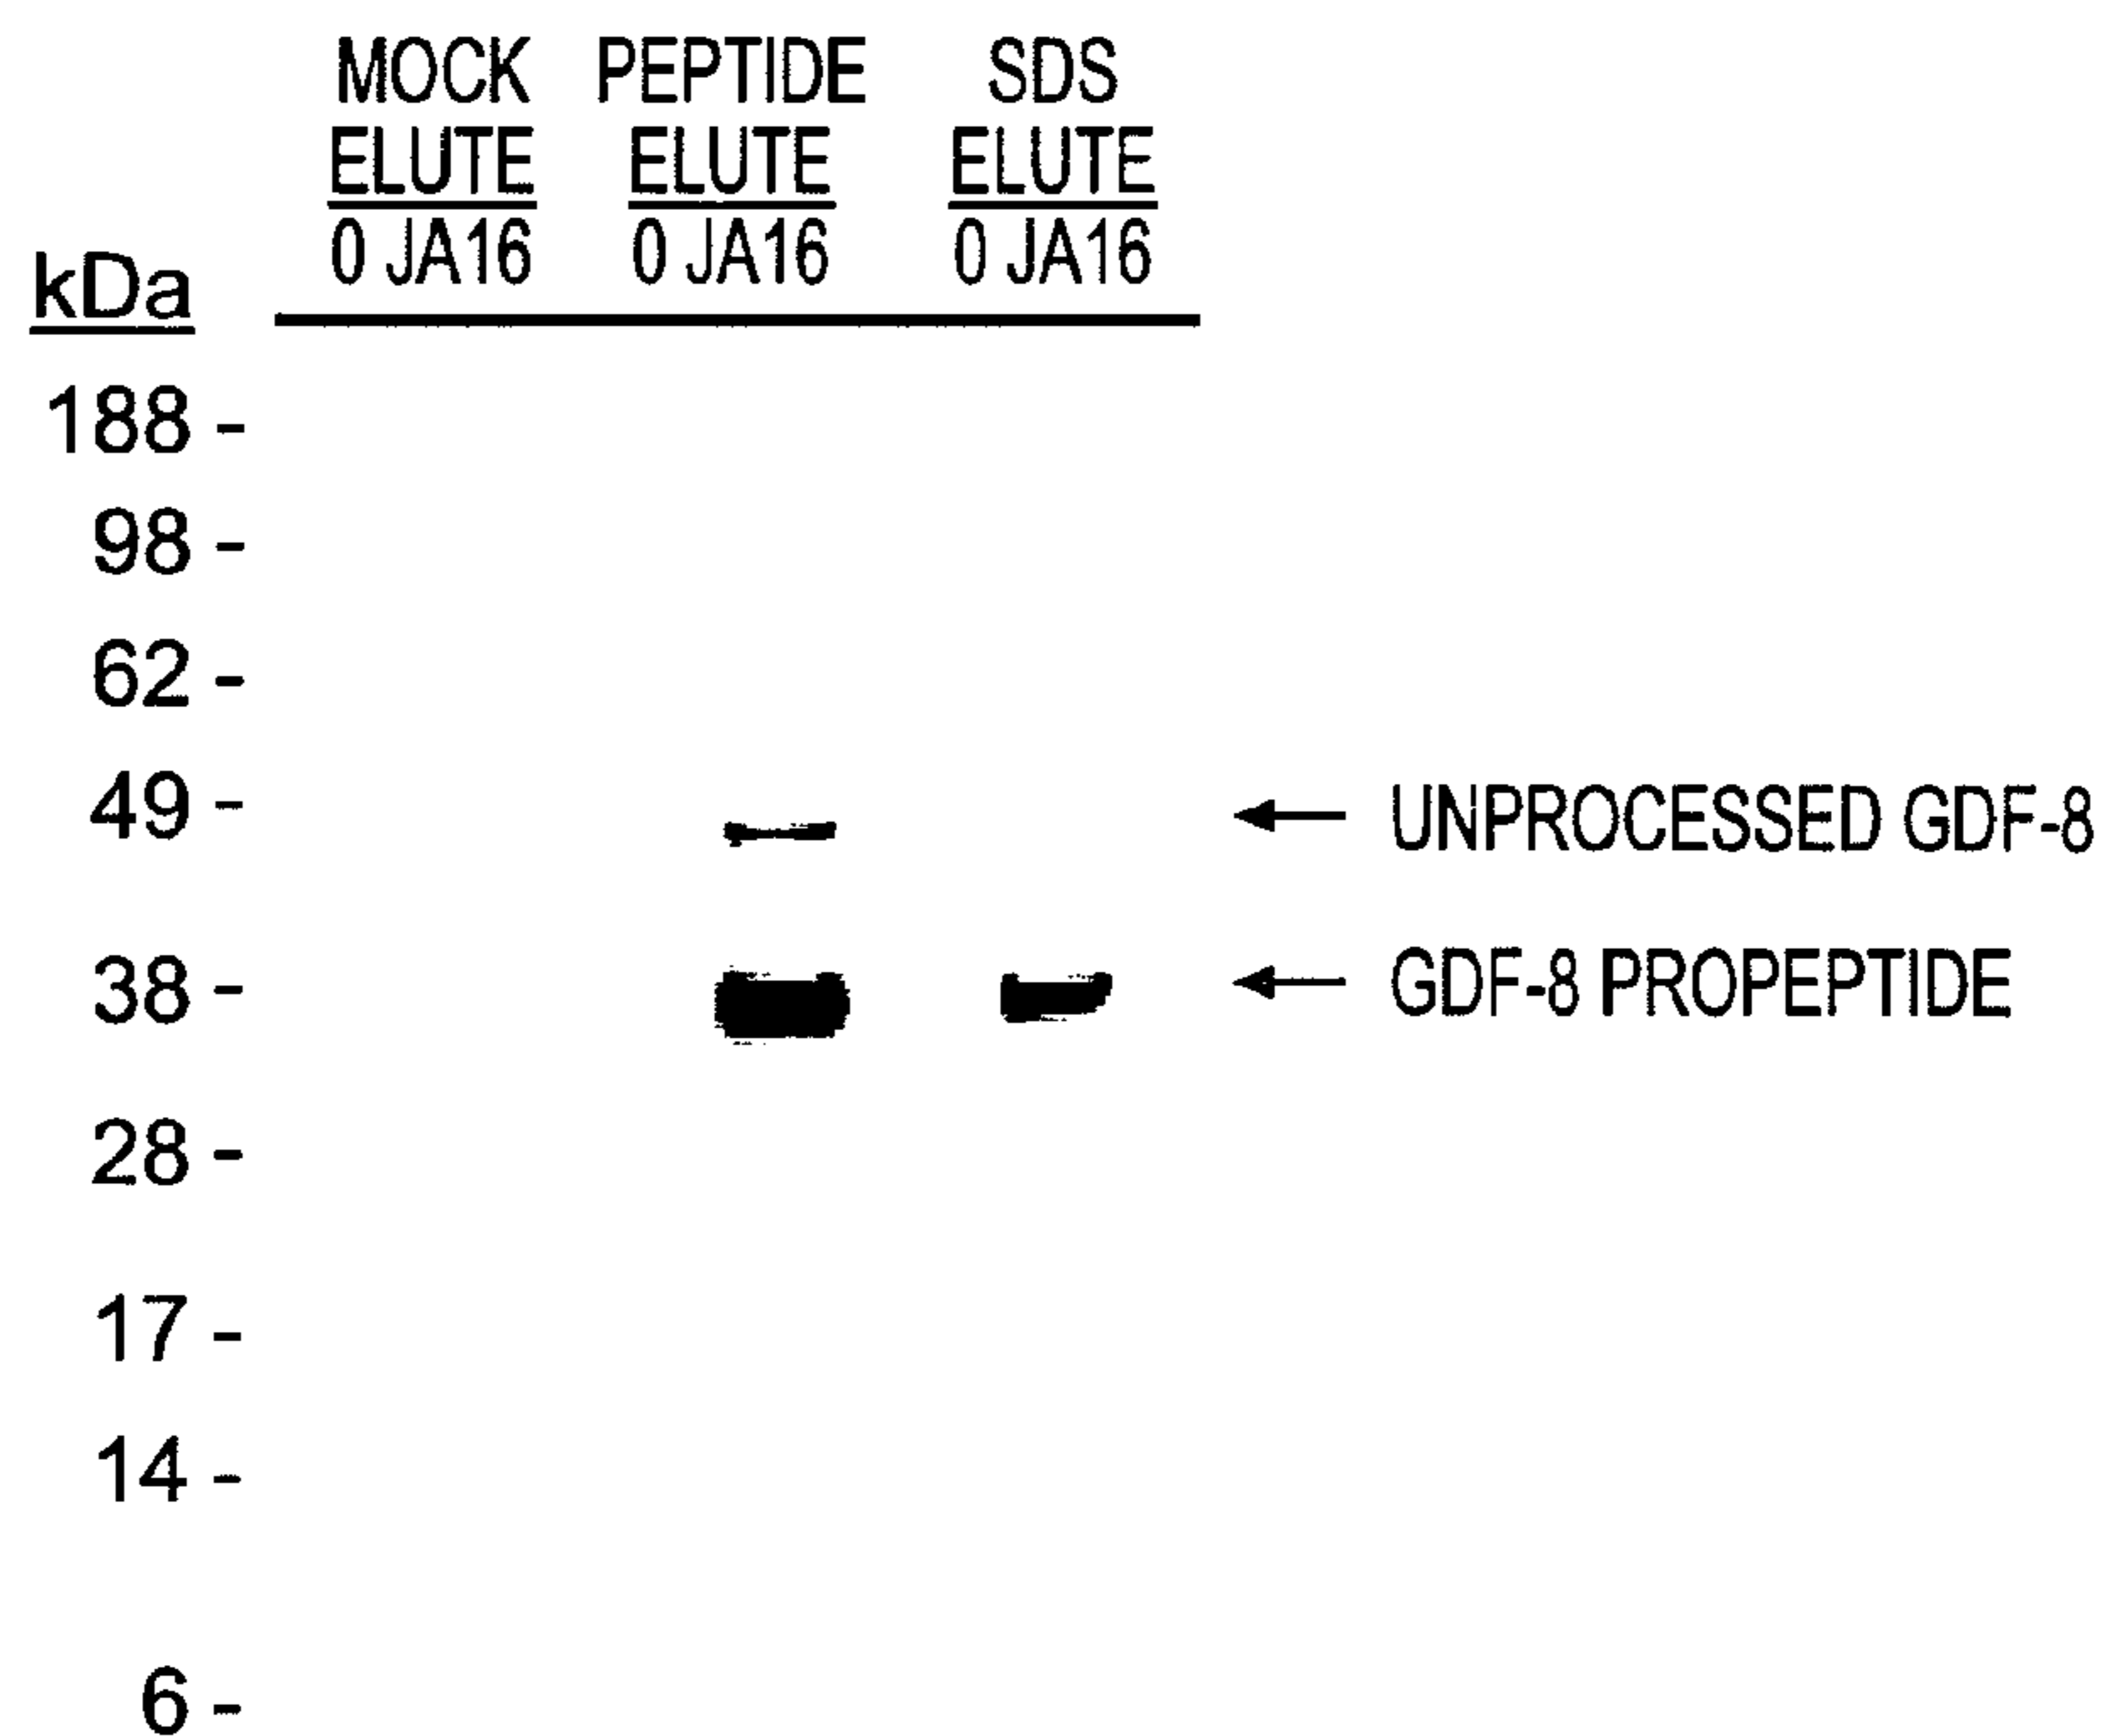 MOCK PEPTIDE SDS
ELUTE ELUTE ELUTE
0 JA16 0 JA16 0 JA16
kDa
188 -
98 -
62 -
49 - ← UNPROCESSED GDF-8
38 - ← GDF-8 PROPEPTIDE
28 -
17 -
14 -
6 -